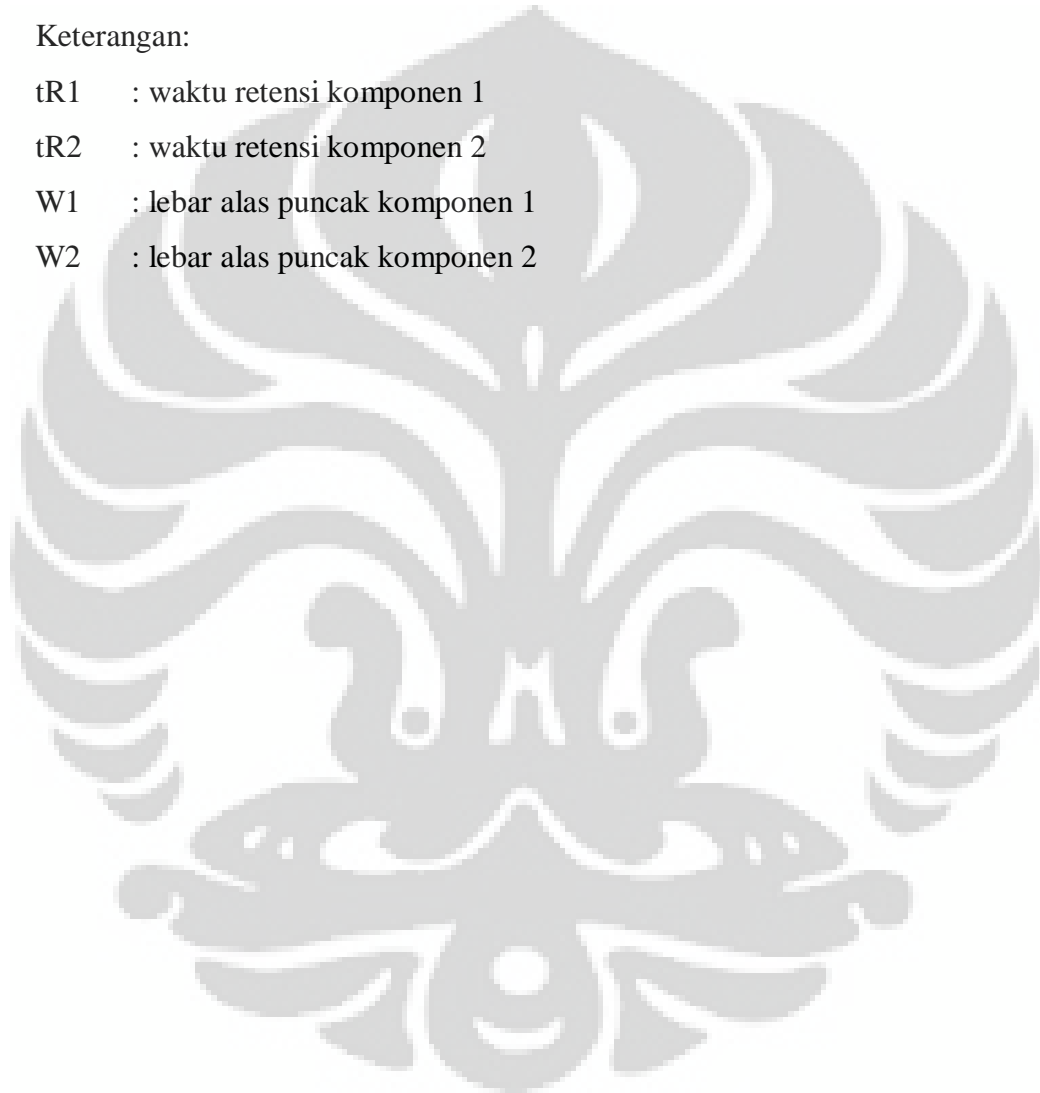 Keterangan:
tR1 : waktu retensi komponen 1
tR2 : waktu retensi komponen 2
W1 : lebar alas puncak komponen 1
W2 : lebar alas puncak komponen 2